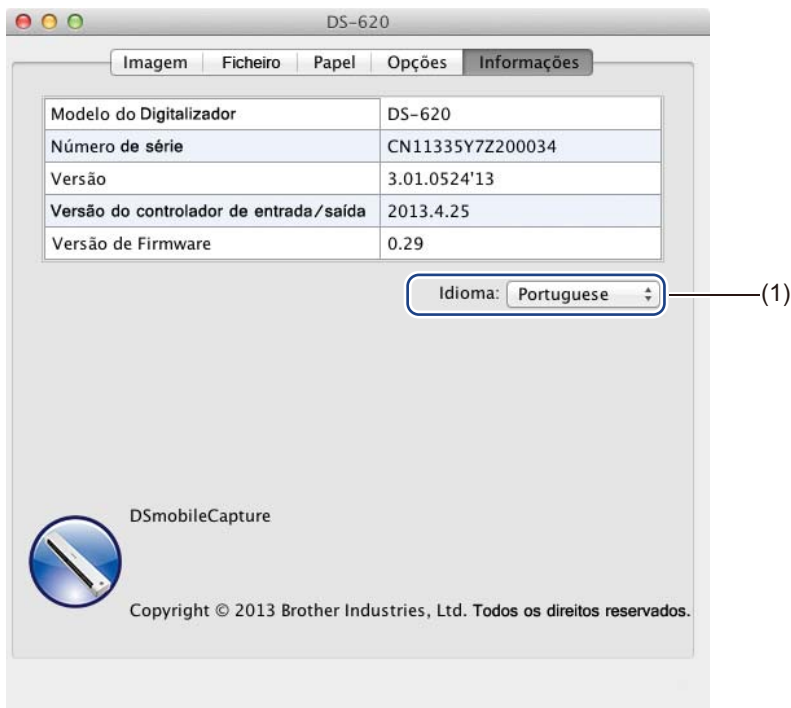 DS-620
Imagem Ficheiro Papel Opções Informações
Modelo do Digitalizador DS-620
Número de série CN11335Y7Z200034
Versão 3.01.0524'13
Versão do controlador de entrada/saída 2013.4.25
Versão de Firmware 0.29
Idioma: Portuguese (1)
DSmobileCapture
Copyright © 2013 Brother Industries, Ltd. Todos os direitos reservados.